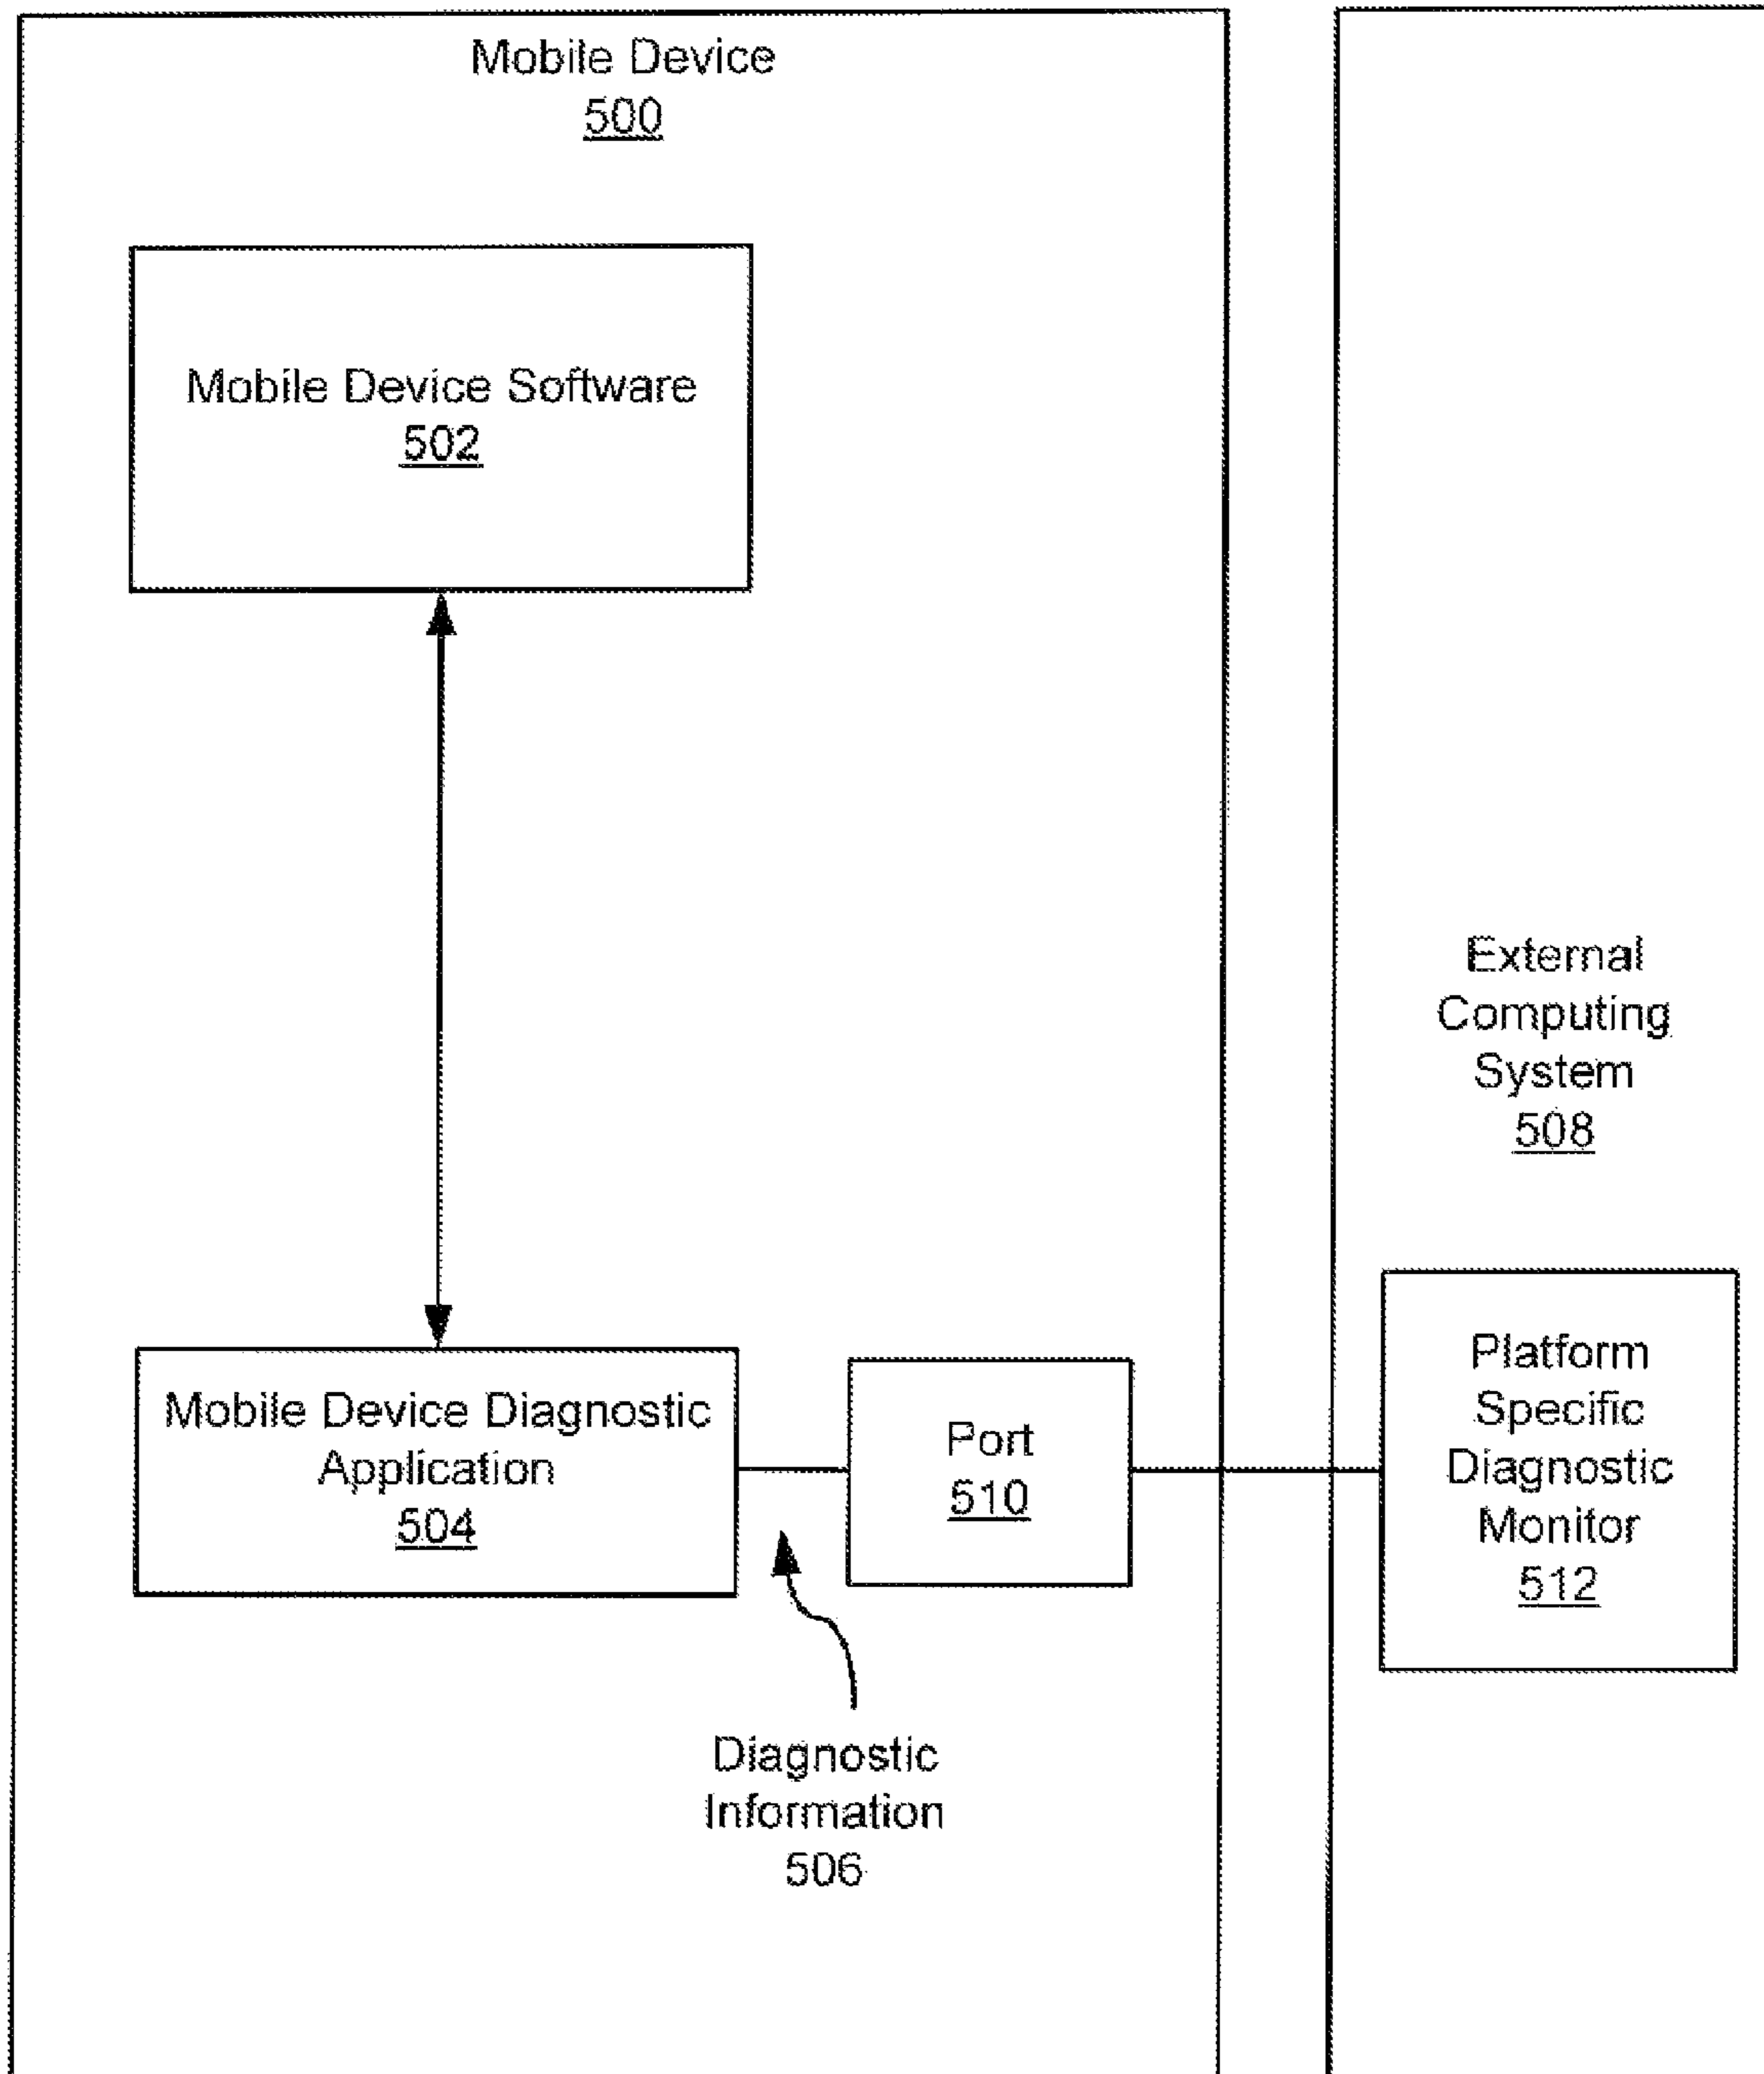 Mobile Device
500
Mobile Device Software
502
External
Computing
System
508
Mobile Device Diagnostic
Application
504
Port
510
Platform
Specific
Diagnostic
Monitor
512
Diagnostic
Information
506